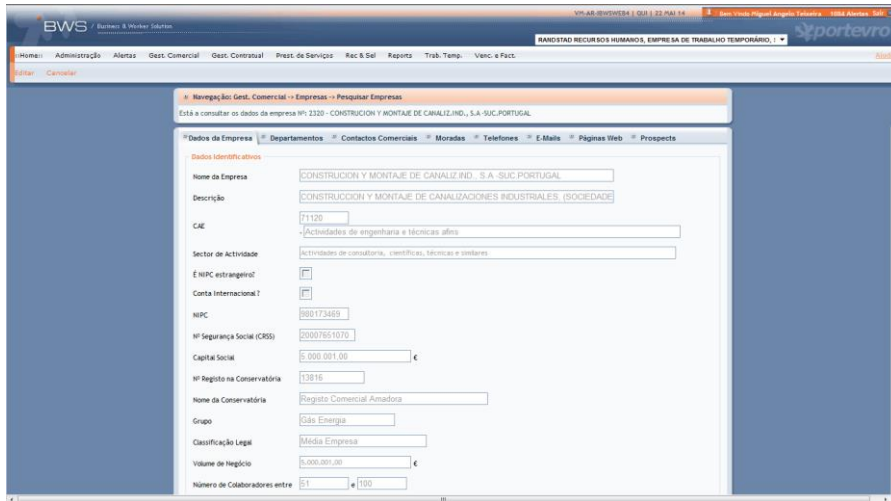 VM-AR-IBWSWEB4 | QUI | 22 MAI 14
Bem Vindo Miguel Angelo Teixeira 1084 Alertas Sair
BWS / Business & Worker Solution
RANDSTAD RECURSOS HUMANOS, EMPRESA DE TRABALHO TEMPORÁRIO, S
sportevro
::Home:: Administração Alertas Gest. Comercial Gest. Contratual Prest. de Serviços Rec & Sel Reports Trab. Temp. Venc. e Fact.
Editar Cancelar
Navegação: Gest. Comercial -> Empresas -> Pesquisar Empresas
Está a consultar os dados da empresa Nº: 2320 - CONSTRUCION Y MONTAJE DE CANALIZ.IND., S.A -SUC.PORTUGAL
Dados da Empresa Departamentos Contactos Comerciais Moradas Telefones E-Mails Páginas Web Prospects
Dados Identificativos
Nome da Empresa CONSTRUCION Y MONTAJE DE CANALIZ.IND., S.A -SUC.PORTUGAL
Descrição CONSTRUCCION Y MONTAJE DE CANALIZACIONES INDUSTRIALES, (SOCIEDADE
71120
CAE
- Actividades de engenharia e técnicas afins
Sector de Actividade Actividades de consultoria, científicas, técnicas e similares
É NIPC estrangeiro?
Conta Internacional?
NIPC 980173469
Nº Segurança Social (CRSS) 20007651070
Capital Social 5.000.001,00 €
Nº Registo na Conservatória 13816
Nome da Conservatória Registo Comercial Amadora
Grupo Gás Energia
Classificação Legal Média Empresa
Volume de Negócio 5.000.001,00 €
Número de Colaboradores entre 51 e 100